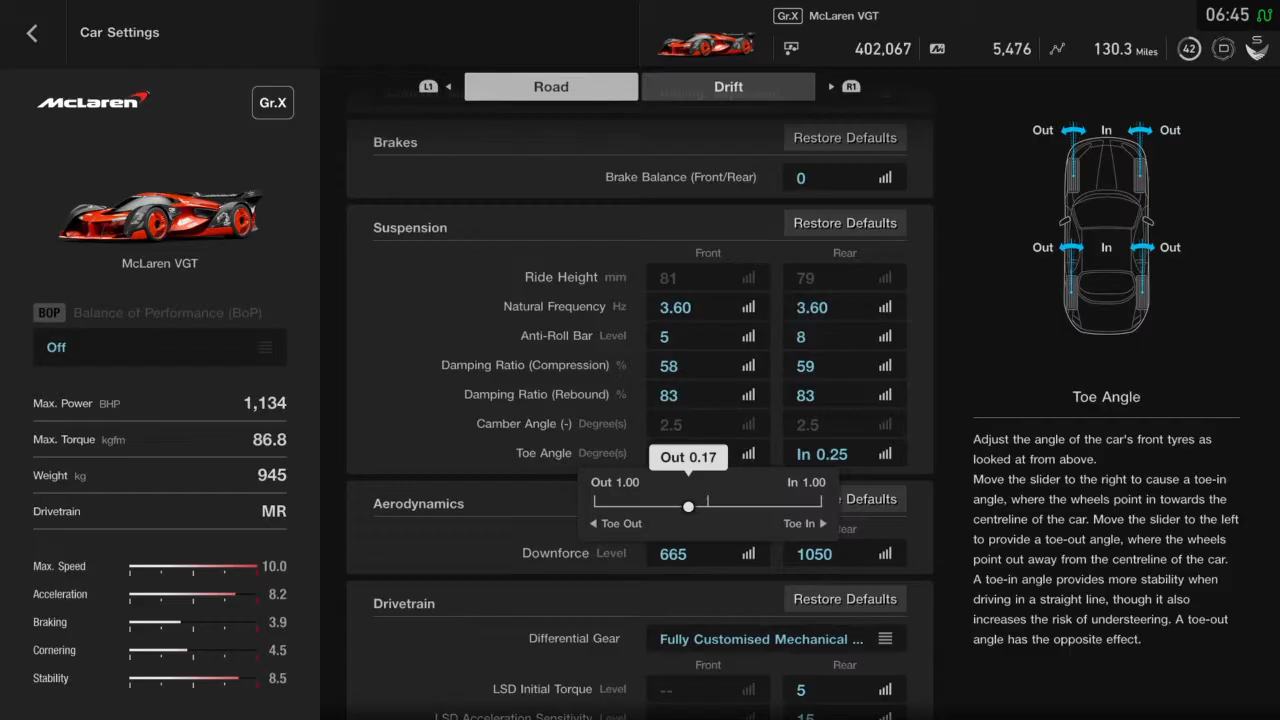 Car Settings
Gr.X McLaren VGT
402,067 5,476 130.3 Miles 42 D S
06:45
L1 Road Drift R1
McLaren
Gr.X
McLaren VGT
BOP Balance of Performance (BoP)
Off
Max. Power BHP 1,134
Max. Torque kgfm 86.8
Weight kg 945
Drivetrain MR
Max. Speed 10.0
Acceleration 8.2
Braking 3.9
Cornering 4.5
Stability 8.5
Brakes Restore Defaults
Brake Balance (Front/Rear) 0
Suspension Restore Defaults
Front Rear
Ride Height mm 81 79
Natural Frequency Hz 3.60 3.60
Anti-Roll Bar Level 5 8
Damping Ratio (Compression) % 58 59
Damping Ratio (Rebound) % 83 83
Camber Angle (-) Degree(s) 2.5 2.5
Toe Angle Degree(s) Out 0.17 In 0.25
Out 1.00 In 1.00
Toe Out Toe In
Aerodynamics Defaults
Downforce Level 665 1050
Drivetrain Restore Defaults
Differential Gear Fully Customised Mechanical ...
Front Rear
LSD Initial Torque Level -- 5
LSD Acceleration Sensitivity 15
Out In Out
Out In Out
Toe Angle
Adjust the angle of the car's front tyres as
looked at from above.
Move the slider to the right to cause a toe-in
angle, where the wheels point in towards the
centreline of the car. Move the slider to the left
to provide a toe-out angle, where the wheels
point out away from the centreline of the car.
A toe-in angle provides more stability when
driving in a straight line, though it also
increases the risk of understeering. A toe-out
angle has the opposite effect.